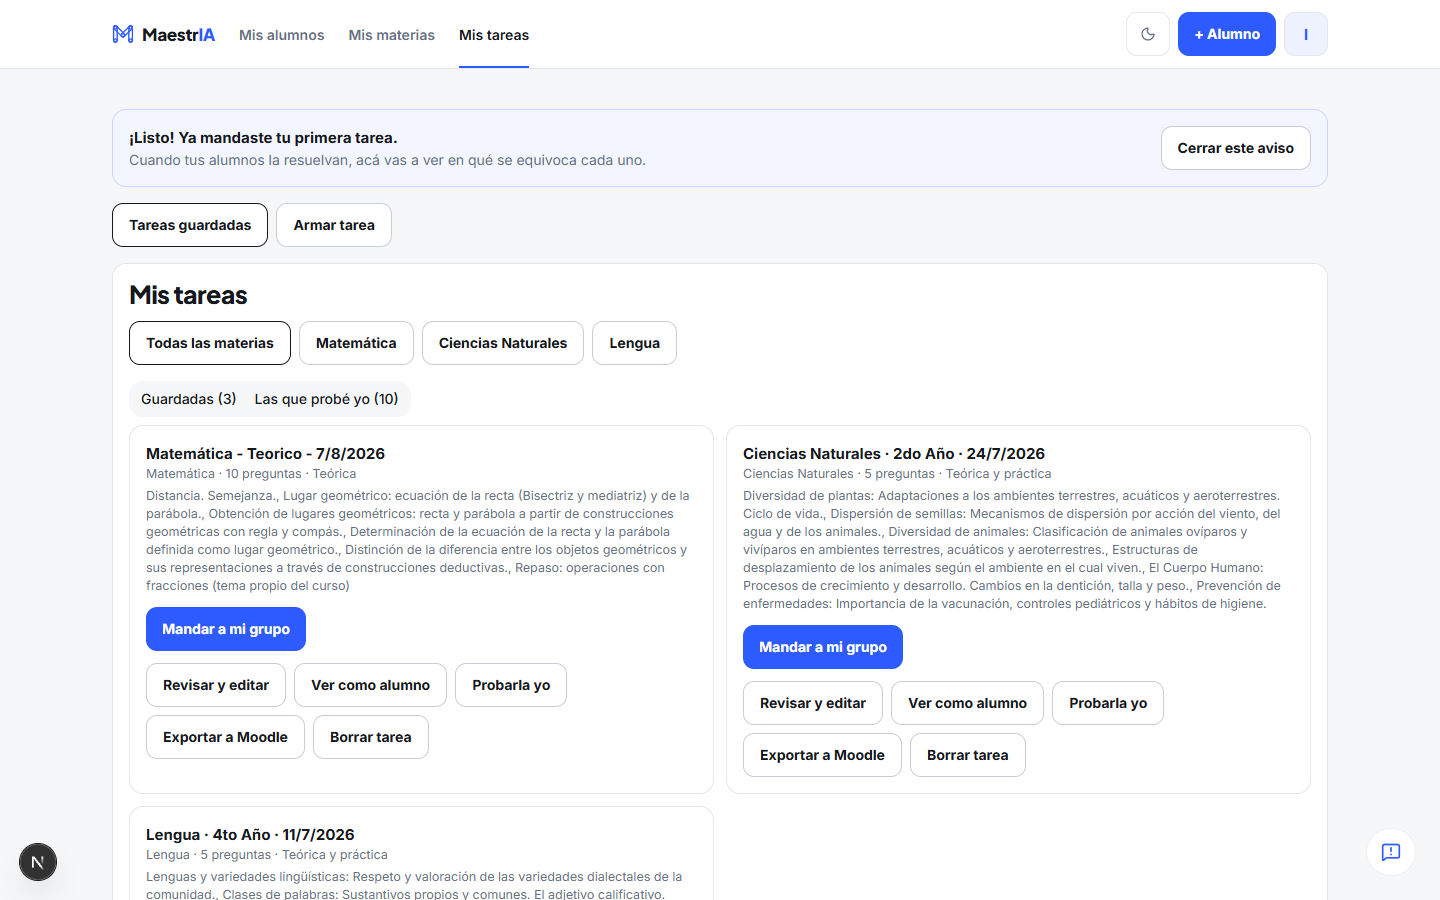 MaestrIA
Mis alumnos
Mis materias
Mis tareas
+ Alumno
I
¡Listo! Ya mandaste tu primera tarea.
Cuando tus alumnos la resuelvan, acá vas a ver en qué se equivoca cada uno.
Cerrar este aviso
Tareas guardadas
Armar tarea
Mis tareas
Todas las materias
Matemática
Ciencias Naturales
Lengua
Guardadas (3)
Las que probé yo (10)
Matemática - Teorico - 7/8/2026
Matemática · 10 preguntas · Teórica
Distancia. Semejanza., Lugar geométrico: ecuación de la recta (Bisectriz y mediatriz) y de la
parábola., Obtención de lugares geométricos: recta y parábola a partir de construcciones
geométricas con regla y compás., Determinación de la ecuación de la recta y la parábola
definida como lugar geométrico., Distinción de la diferencia entre los objetos geométricos y
sus representaciones a través de construcciones deductivas., Repaso: operaciones con
fracciones (tema propio del curso)
Mandar a mi grupo
Revisar y editar
Ver como alumno
Probarla yo
Exportar a Moodle
Borrar tarea
Ciencias Naturales · 2do Año · 24/7/2026
Ciencias Naturales · 5 preguntas · Teórica y práctica
Diversidad de plantas: Adaptaciones a los ambientes terrestres, acuáticos y aeroterrestres.
Ciclo de vida., Dispersión de semillas: Mecanismos de dispersión por acción del viento, del
agua y de los animales., Diversidad de animales: Clasificación de animales ovíparos y
vivíparos en ambientes terrestres, acuáticos y aeroterrestres., Estructuras de
desplazamiento de los animales según el ambiente en el cual viven., El Cuerpo Humano:
Procesos de crecimiento y desarrollo. Cambios en la dentición, talla y peso., Prevención de
enfermedades: Importancia de la vacunación, controles pediátricos y hábitos de higiene.
Mandar a mi grupo
Revisar y editar
Ver como alumno
Probarla yo
Exportar a Moodle
Borrar tarea
Lengua · 4to Año · 11/7/2026
Lengua · 5 preguntas · Teórica y práctica
Lenguas y variedades lingüísticas: Respeto y valoración de las variedades dialectales de la
comunidad., Clases de palabras: Sustantivos propios y comunes. El adjetivo calificativo.
N